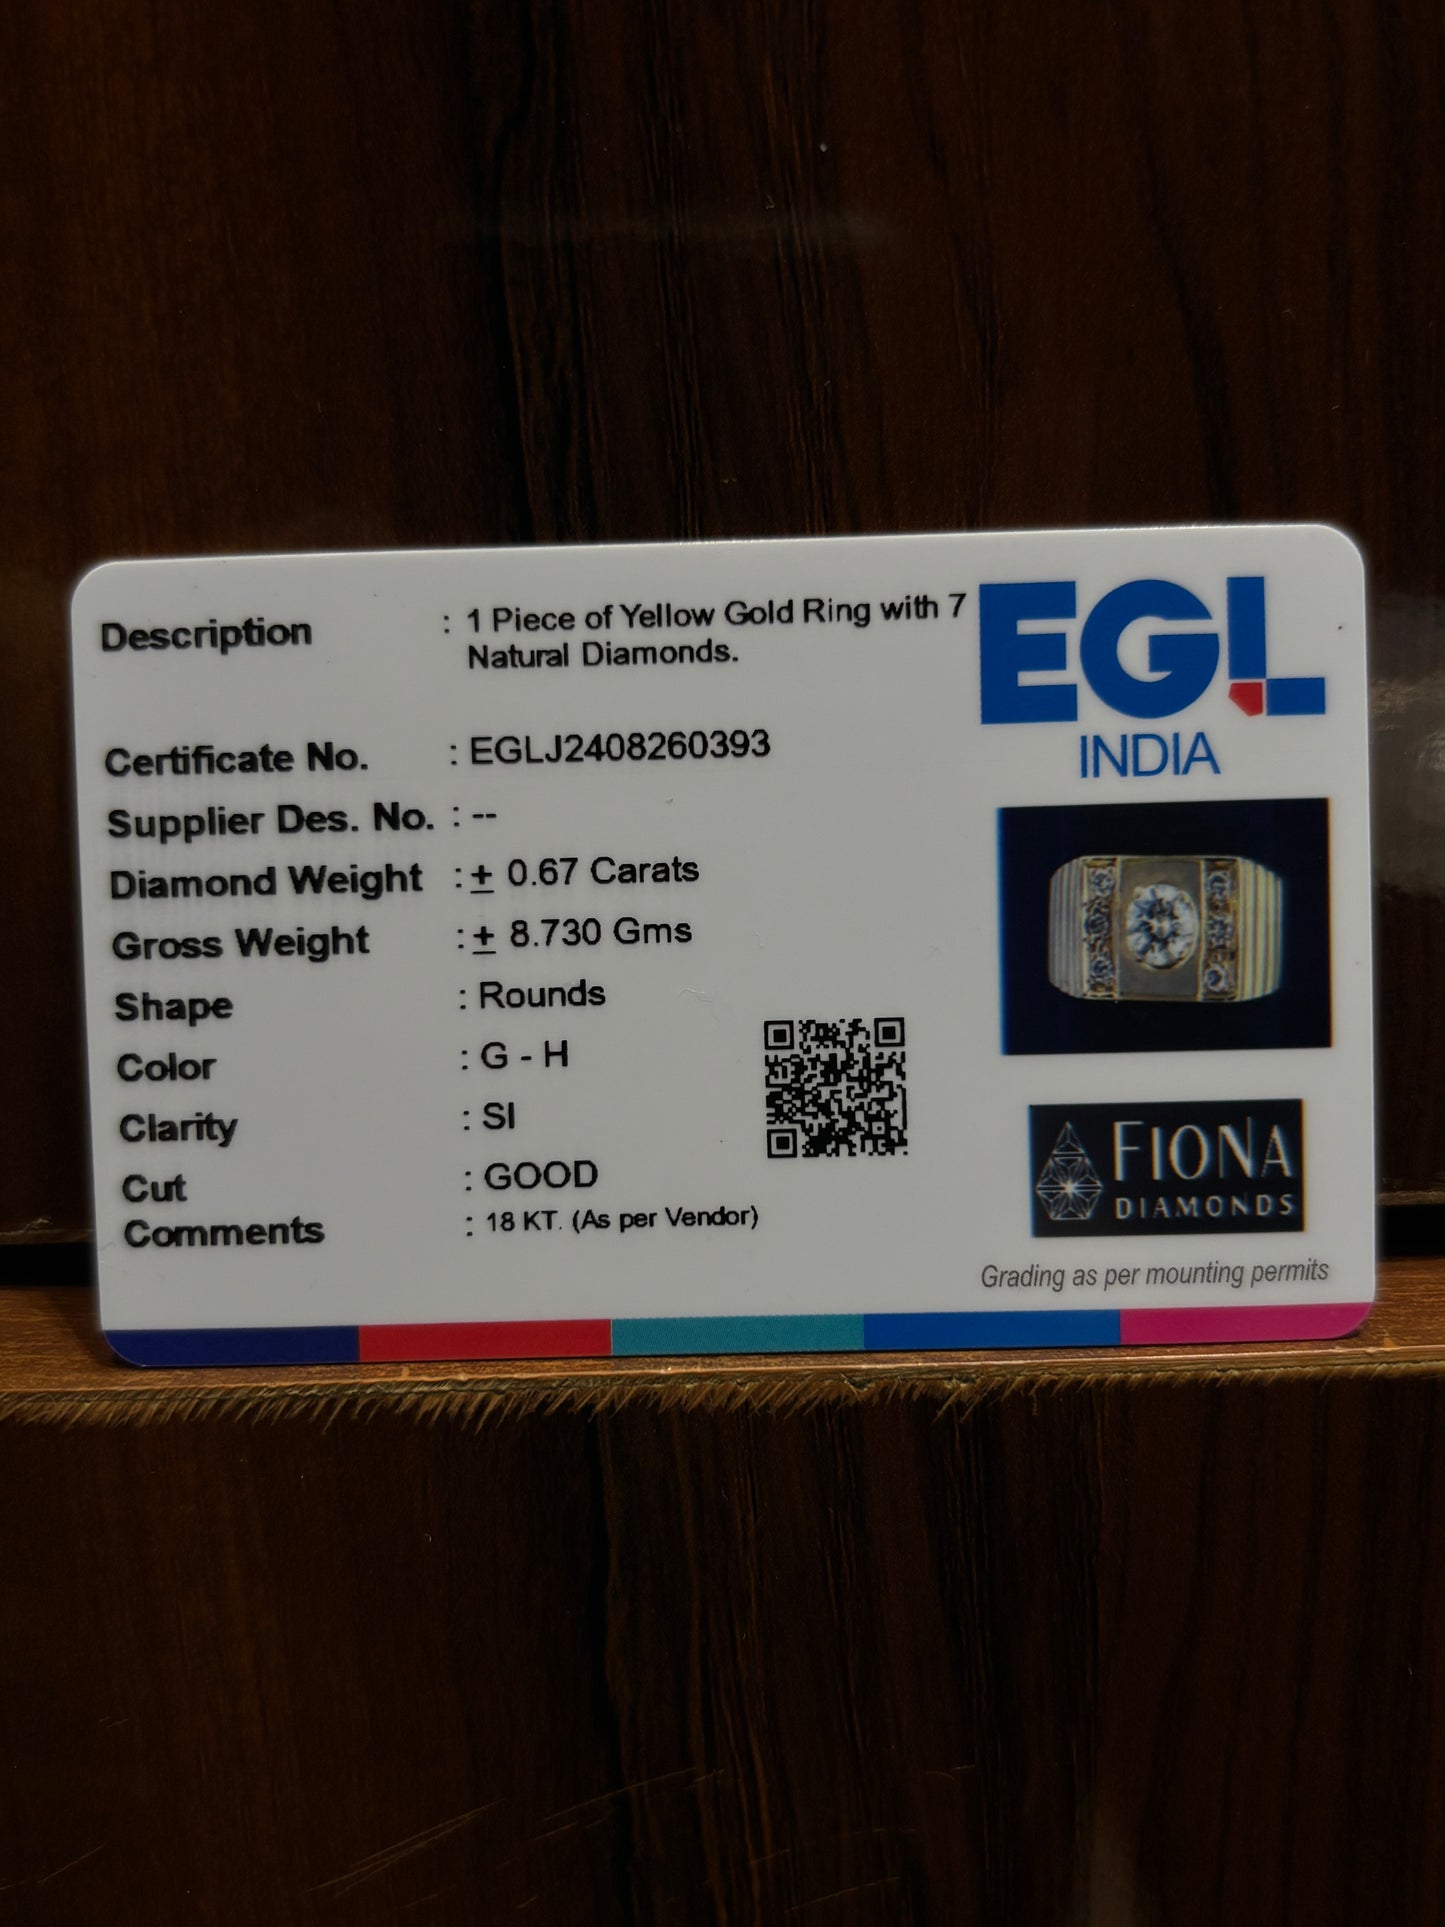 Description : 1 Piece of Yellow Gold Ring with 7
Natural Diamonds.
EGL
INDIA
Certificate No. : EGLJ2408260393
Supplier Des. No. : --
Diamond Weight : ± 0.67 Carats
Gross Weight : ± 8.730 Gms
Shape : Rounds
Color : G - H
Clarity : SI
Cut : GOOD
Comments : 18 KT. (As per Vendor)
FIONA
DIAMONDS
Grading as per mounting permits